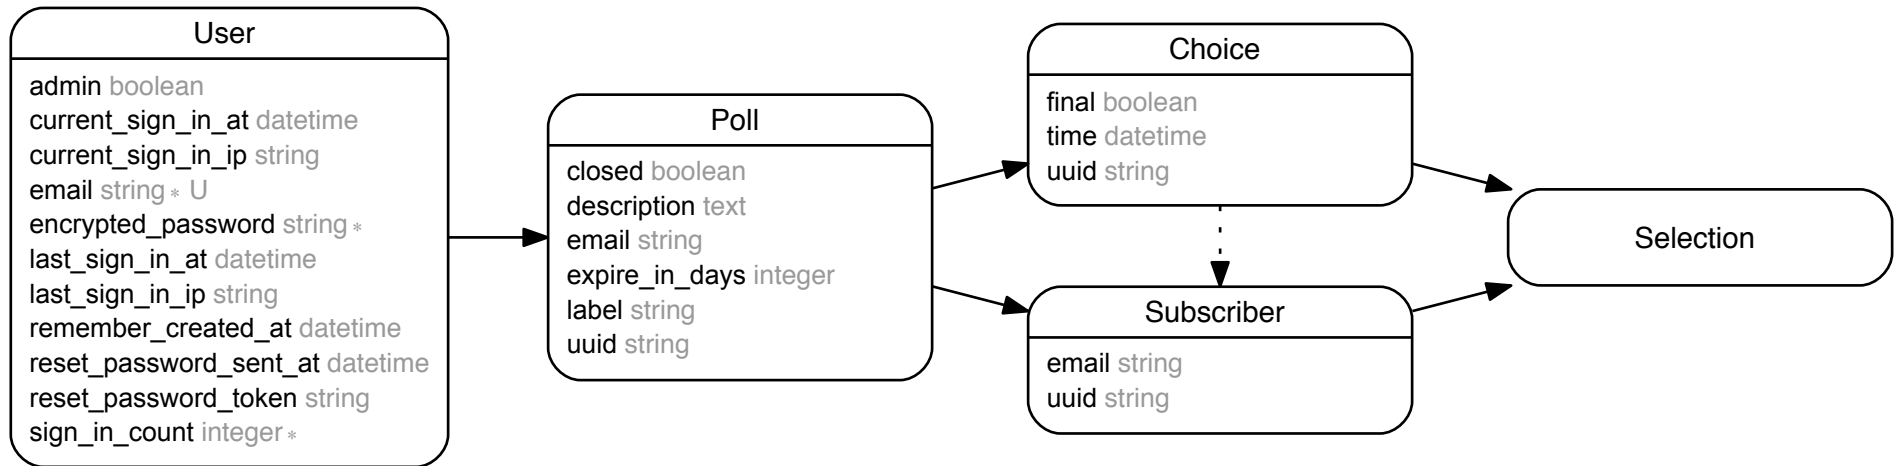 User
admin boolean
current_sign_in_at datetime
current_sign_in_ip string
email string * U
encrypted_password string *
last_sign_in_at datetime
last_sign_in_ip string
remember_created_at datetime
reset_password_sent_at datetime
reset_password_token string
sign_in_count integer *
Poll
closed boolean
description text
email string
expire_in_days integer
label string
uuid string
Choice
final boolean
time datetime
uuid string
Subscriber
email string
uuid string
Selection